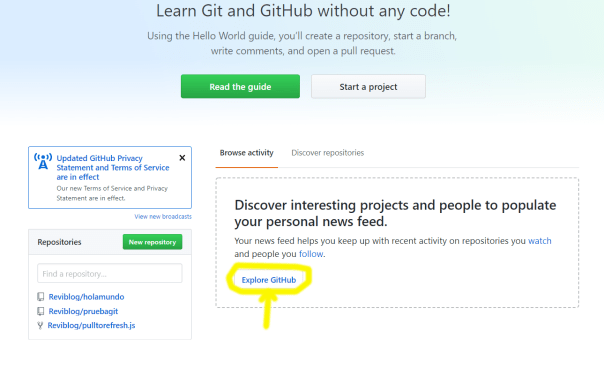 Learn Git and GitHub without any code!
Using the Hello World guide, you'll create a repository, start a branch,
write comments, and open a pull request.
Read the guide
Start a project
Updated GitHub Privacy
Statement and Terms of Service
are in effect
Our new Terms of Service and Privacy
Statement are in effect.
View new broadcasts
Repositories
New repository
Find a repository...
Reviblog/holamundo
Reviblog/pruebagit
Reviblog/pulltorefresh.js
Browse activity
Discover repositories
Discover interesting projects and people to populate
your personal news feed.
Your news feed helps you keep up with recent activity on repositories you watch
and people you follow.
Explore GitHub